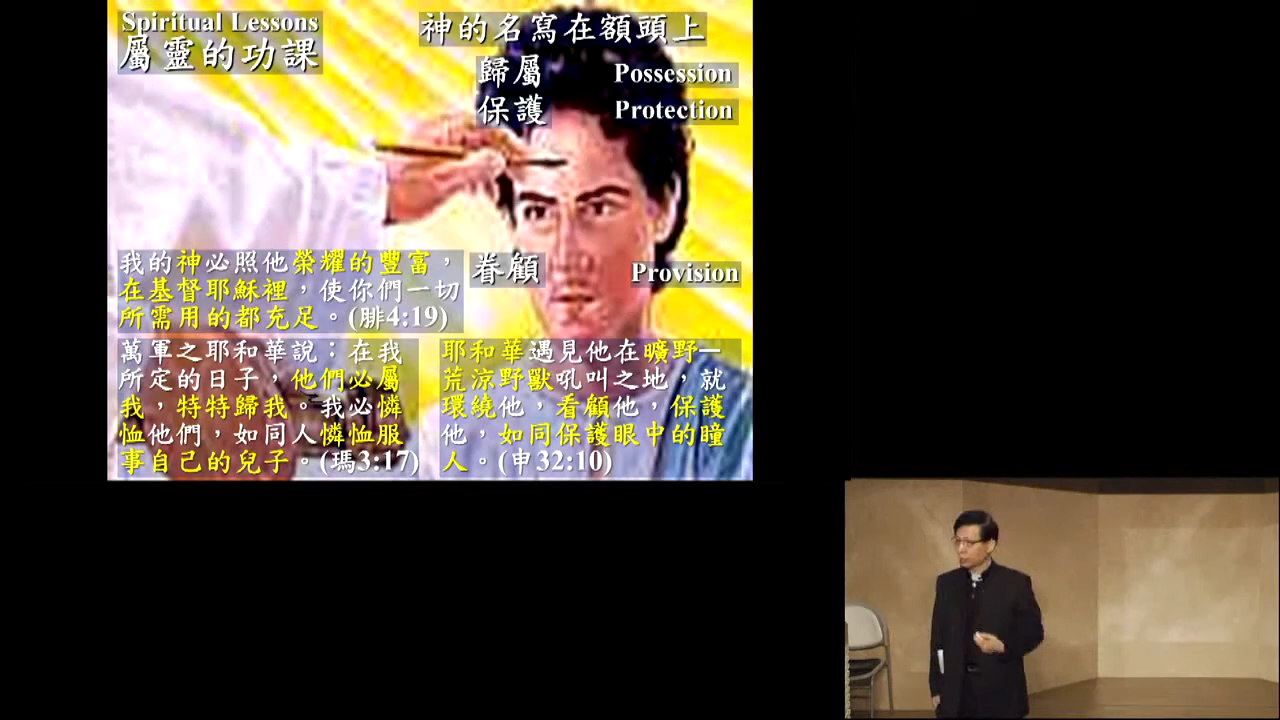 Spiritual Lessons
屬靈的功課
神的名寫在額頭上
歸屬 Possession
保護 Protection
眷顧 Provision
我的神必照他榮耀的豐富，
在基督耶穌裡，使你們一切
所需用的都充足。(腓4:19)
萬軍之耶和華說：在我
所定的日子，他們必屬
我，特特歸我。我必憐
恤他們，如同人憐恤服
事自己的兒子。(瑪3:17)
耶和華遇見他在曠野—
荒涼野獸吼叫之地，就
環繞他，看顧他，保護
他，如同保護眼中的瞳
人。(申32:10)